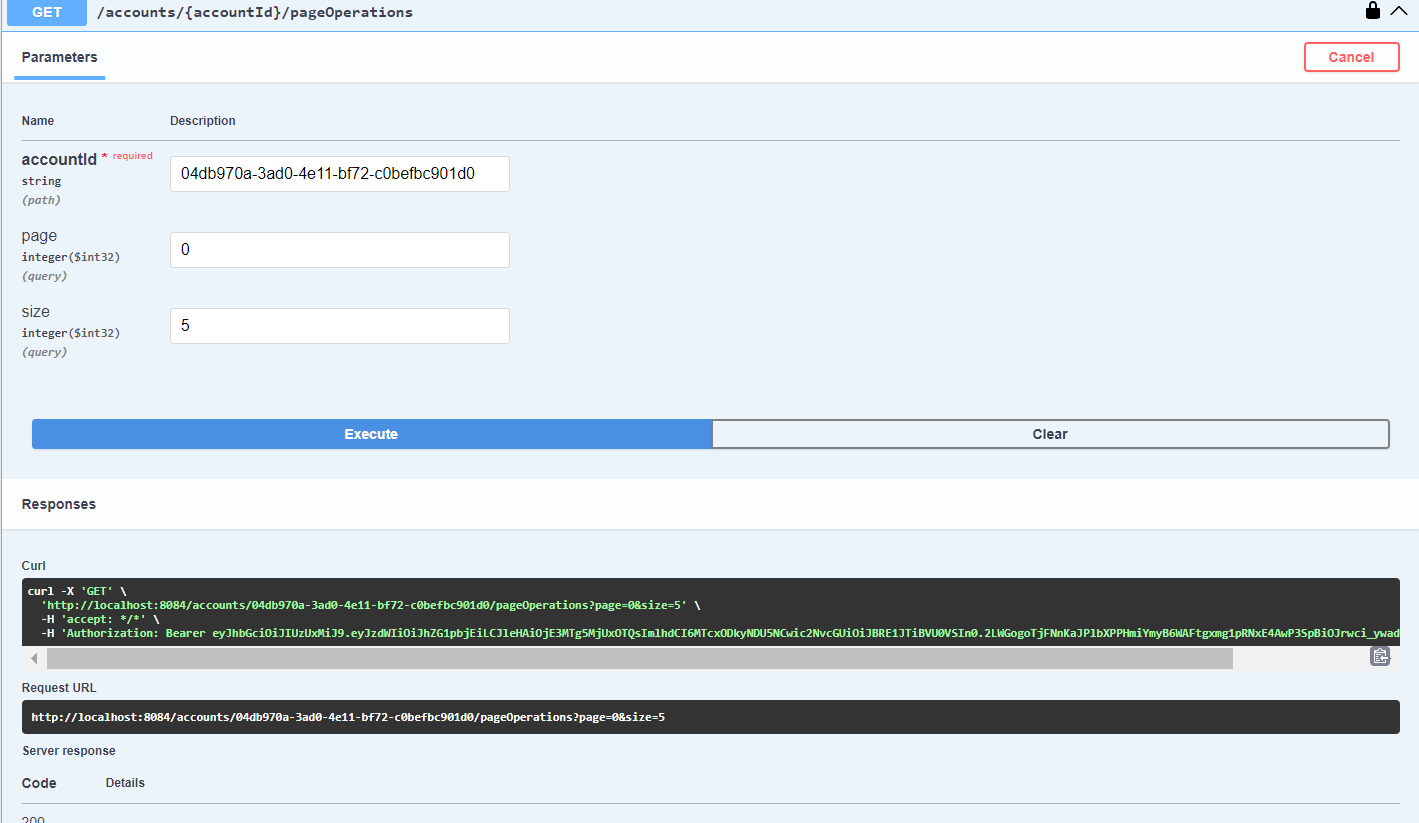 GET /accounts/{accountId}/pageOperations
Parameters
Cancel
Name Description
accountId * required
string
(path)
04db970a-3ad0-4e11-bf72-c0befbc901d0
page
integer($int32)
(query)
0
size
integer($int32)
(query)
5
Execute Clear
Responses
Curl
curl -X 'GET' \
'http://localhost:8084/accounts/04db970a-3ad0-4e11-bf72-c0befbc901d0/pageOperations?page=0&size=5' \
-H 'accept: */*' \
-H 'Authorization: Bearer eyJhbGciOiJIUzUxMiJ9.eyJzdWIiOiJhZG1pbjEiLCJleHAiOjE3MTg5MjUxOTQsImlhdCI6MTcxODkyNDU5NCwic2NvcGUiOiJBRE1JTiBVU0VSIn0.2LWGogoTjFNnKaJPlbXPPHmiYmyB6WAFtgxmg1pRNxE4AwP3SpBiOJrwci_ywad
Request URL
http://localhost:8084/accounts/04db970a-3ad0-4e11-bf72-c0befbc901d0/pageOperations?page=0&size=5
Server response
Code Details
200